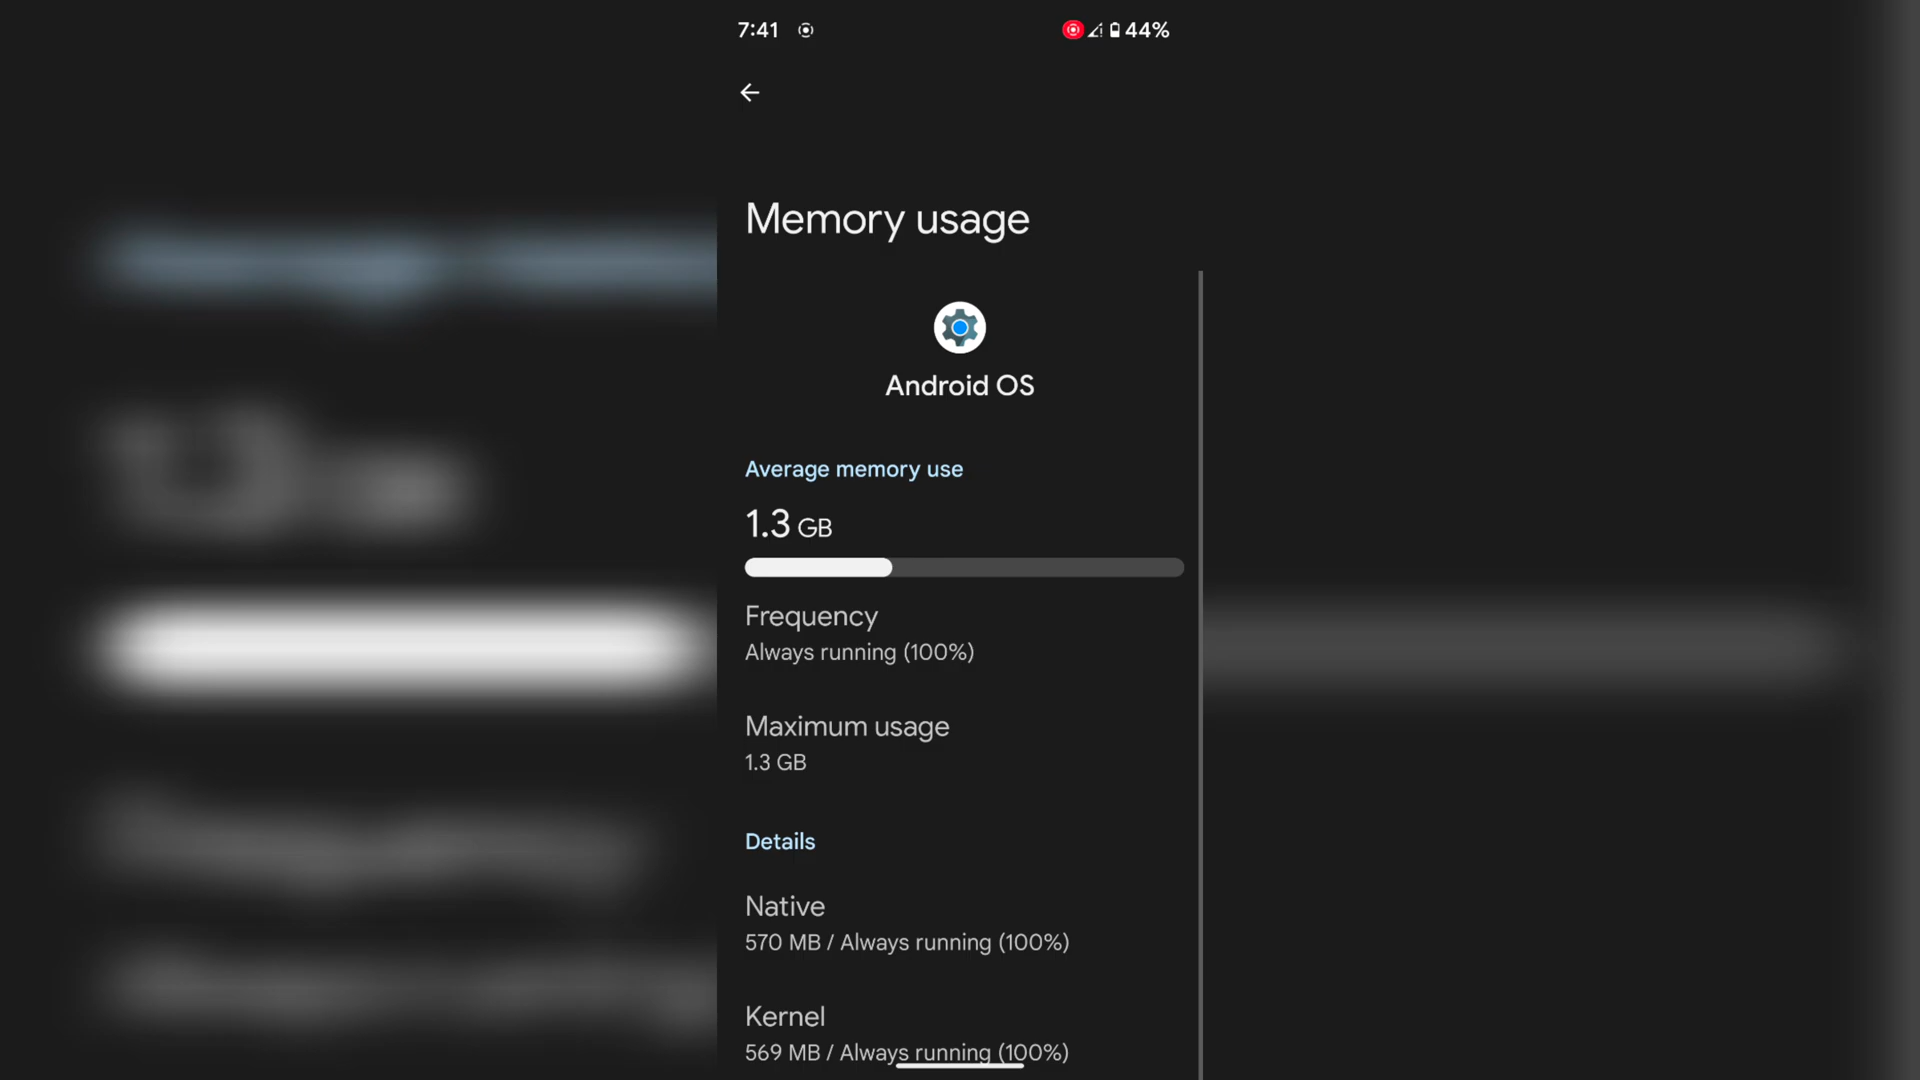 7:41
44%
Memory usage
Android OS
Average memory use
1.3 GB
Frequency
Always running (100%)
Maximum usage
1.3 GB
Details
Native
570 MB / Always running (100%)
Kernel
569 MB / Always running (100%)